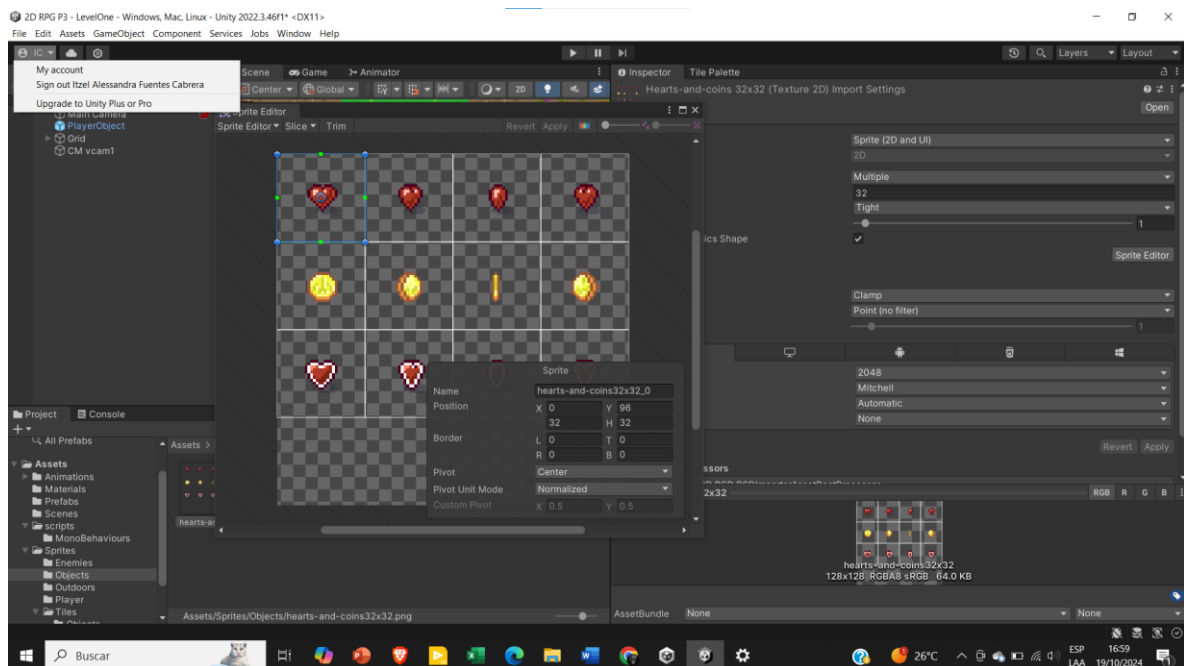 2D RPG P3 - LevelOne - Windows, Mac, Linux - Unity 2022.3.46f1* <DX11>
File Edit Assets GameObject Component Services Jobs Window Help
IC
Layers Layout
My account
Sign out Itzel Alessandra Fuentes Cabrera
Upgrade to Unity Plus or Pro
Scene Game Animator
Center Global 2D
Main Camera
PlayerObject
Grid
CM vcam1
Sprite Editor
Sprite Editor Slice Trim Revert Apply
Sprite
Name hearts-and-coins32x32_0
Position X 0 Y 96
32 H 32
Border L 0 T 0
R 0 B 0
Pivot Center
Pivot Unit Mode Normalized
Custom Pivot X 0.5 Y 0.5
Inspector Tile Palette
Hearts-and-coins 32x32 (Texture 2D) Import Settings
Open
Sprite (2D and UI)
2D
Multiple
32
Tight
1
ics Shape
Sprite Editor
Clamp
Point (no filter)
1
2048
Mitchell
Automatic
None
Revert Apply
ssors
2x32 RGB R G B
hearts-and-coins32x32
128x128 RGBA8 sRGB 64.0 KB
AssetBundle None None
Project Console
All Prefabs
Assets
Animations
Materials
Prefabs
Scenes
scripts
MonoBehaviours
Sprites
Enemies
Objects
Outdoors
Player
Tiles
Assets >
hearts-ar
Assets/Sprites/Objects/hearts-and-coins32x32.png
Buscar
26°C
ESP
LAA
16:59
19/10/2024